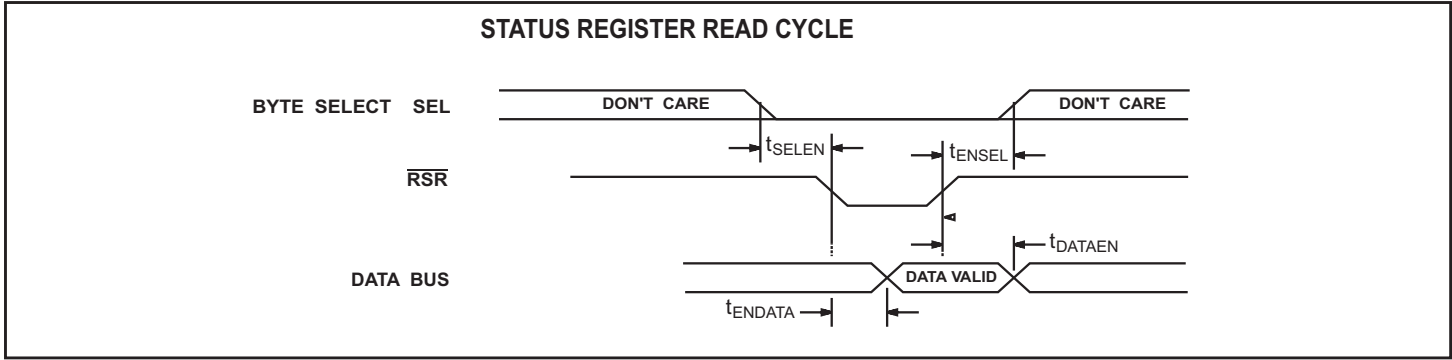 STATUS REGISTER READ CYCLE
BYTE SELECT SEL
DON'T CARE
DON'T CARE
tSELEN
tENSEL
RSR
tDATAEN
DATA BUS
DATA VALID
tENDATA